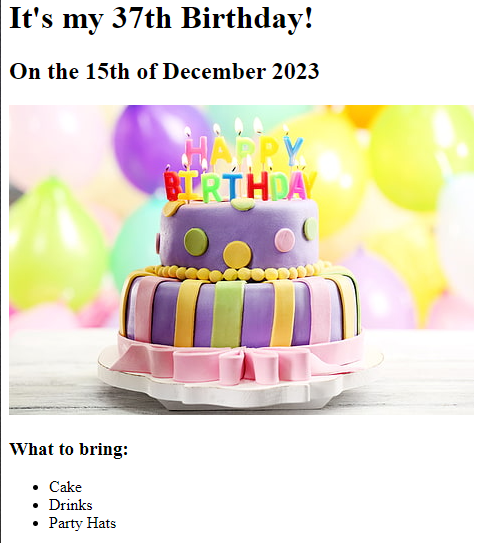 It's my 37th Birthday!
On the 15th of December 2023
HAPPY
BIRTHDAY
What to bring:
Cake
Drinks
Party Hats